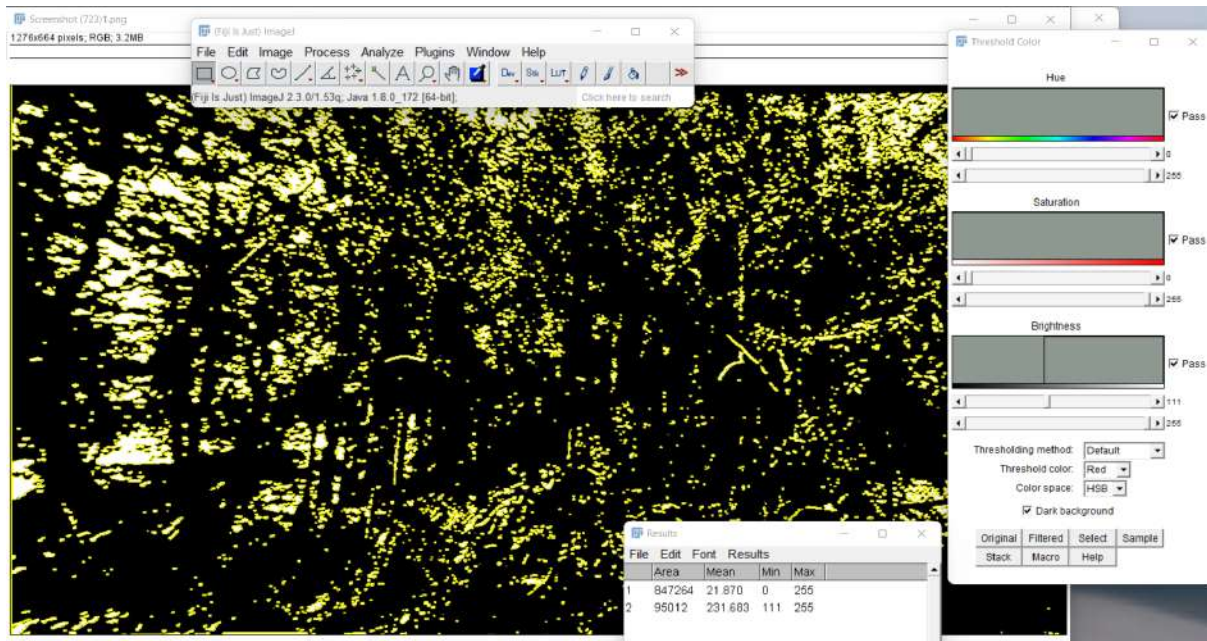 Screenshot (723)1.png
1276x664 pixels; RGB; 3.2MB
(Fiji Is Just) ImageJ
File Edit Image Process Analyze Plugins Window Help
Dev Stk LUT
(Fiji Is Just) ImageJ 2.3.0/1.53q; Java 1.8.0_172 [64-bit];
Click here to search
Threshold Color
Hue
Pass
0
255
Saturation
Pass
0
255
Brightness
Pass
111
255
Thresholding method: Default
Threshold color: Red
Color space: HSB
Dark background
Original Filtered Select Sample
Stack Macro Help
Results
File Edit Font Results
Area Mean Min Max
1 847264 21.870 0 255
2 95012 231.683 111 255